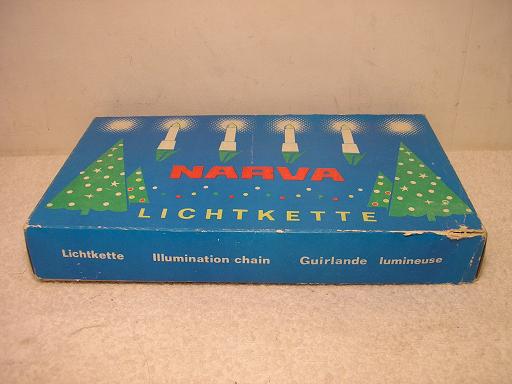 NARVA
LICHTKETTE
Lichtkette Illumination chain Guirlande lumineuse